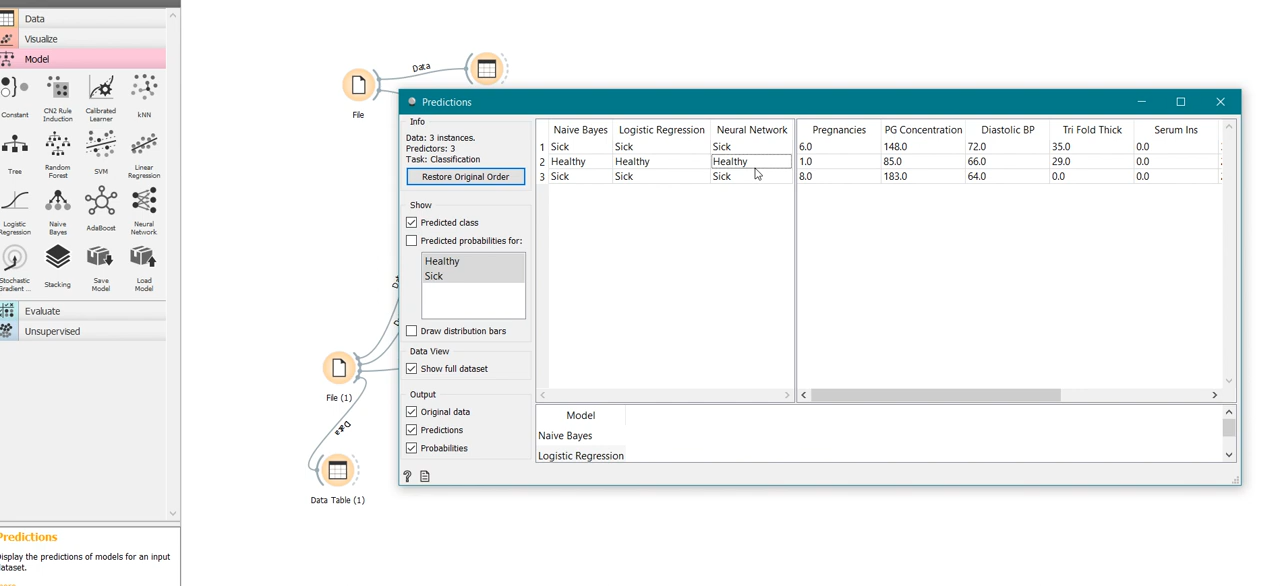 Data
Visualize
Model
Constant
CN2 Rule Induction
Calibrated Learner
kNN
Tree
Random Forest
SVM
Linear Regression
Logistic Regression
Naive Bayes
AdaBoost
Neural Network
Stochastic Gradient ...
Stacking
Save Model
Load Model
Evaluate
Unsupervised
Predictions
Display the predictions of models for an input
dataset.
Data
File
File (1)
Data
Data Table (1)
Predictions
Info
Data: 3 instances.
Predictors: 3
Task: Classification
Restore Original Order
Show
Predicted class
Predicted probabilities for:
Healthy
Sick
Draw distribution bars
Data View
Show full dataset
Output
Original data
Predictions
Probabilities
Naive Bayes Logistic Regression Neural Network Pregnancies PG Concentration Diastolic BP Tri Fold Thick Serum Ins
1 Sick Sick Sick 6.0 148.0 72.0 35.0 0.0
2 Healthy Healthy Healthy 1.0 85.0 66.0 29.0 0.0
3 Sick Sick Sick 8.0 183.0 64.0 0.0 0.0
Model
Naive Bayes
Logistic Regression